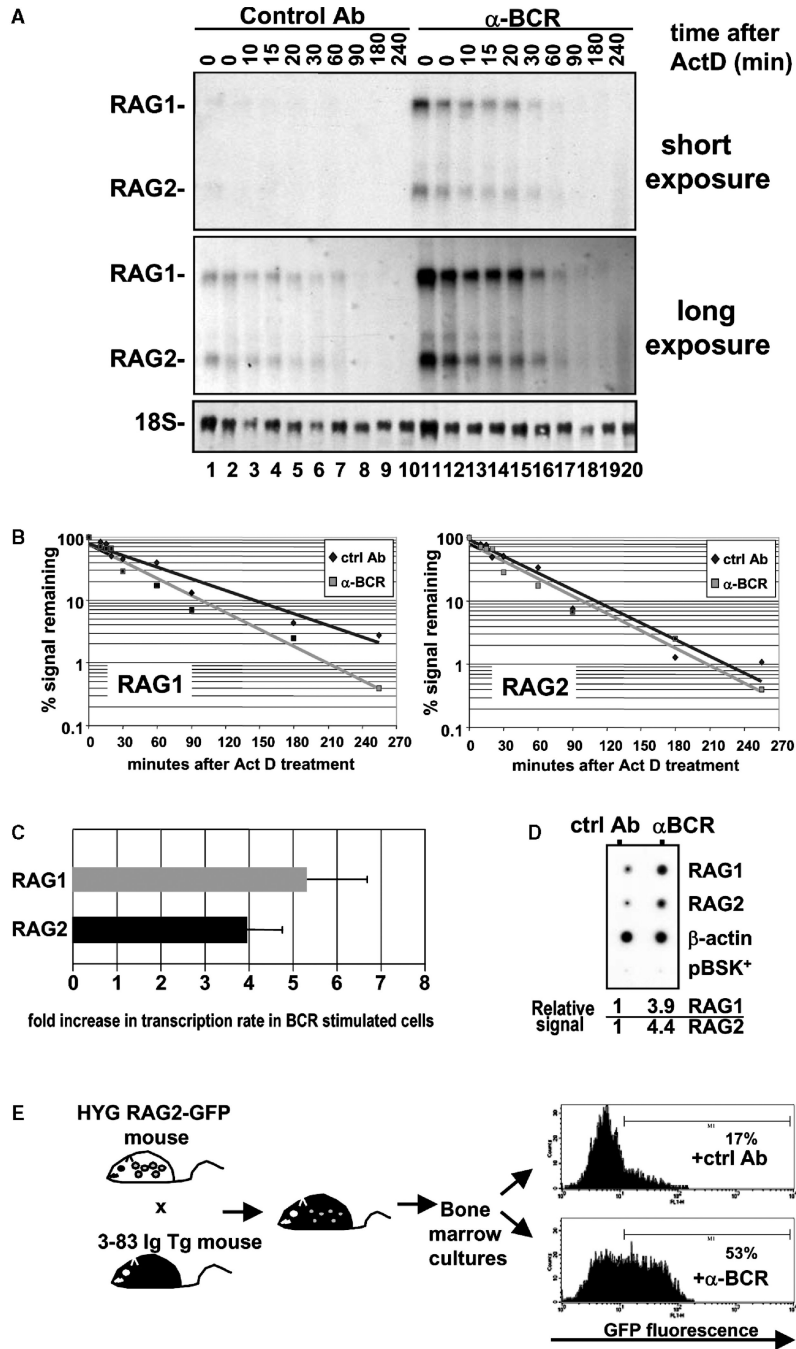 A
Control Ab
α-BCR
time after
ActD (min)
0 0 10 15 20 30 60 90 180 240
0 0 10 15 20 30 60 90 180 240
RAG1-
RAG2-
short
exposure
RAG1-
RAG2-
long
exposure
18S-
1 2 3 4 5 6 7 8 9 10 11 12 13 14 15 16 17 18 19 20
B
% signal remaining
100
10
1
0.1
ctrl Ab
α-BCR
RAG1
0 30 60 90 120 150 180 210 240 270
minutes after Act D treatment
% signal remaining
100
10
1
0.1
ctrl Ab
α-BCR
RAG2
0 30 60 90 120 150 180 210 240 270
minutes after Act D treatment
C
RAG1
RAG2
0 1 2 3 4 5 6 7 8
fold increase in transcription rate in BCR stimulated cells
D
ctrl Ab αBCR
RAG1
RAG2
β-actin
pBSK+
Relative
signal
1 3.9 RAG1
1 4.4 RAG2
E
HYG RAG2-GFP
mouse
x
3-83 Ig Tg mouse
Bone
marrow
cultures
Counts
M1
17%
+ctrl Ab
FL1-H
Counts
M1
53%
+α-BCR
FL1-H
GFP fluorescence